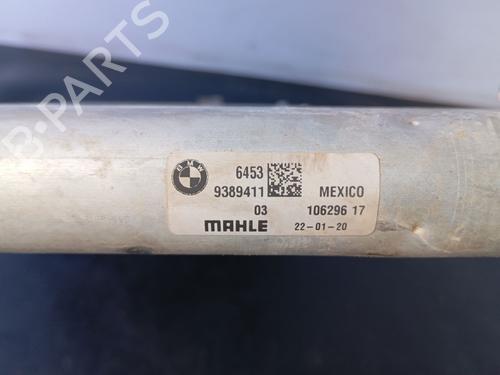 B-PARTS
BMW
6453
9389411 MEXICO
03 106296 17
MAHLE 22-01-20